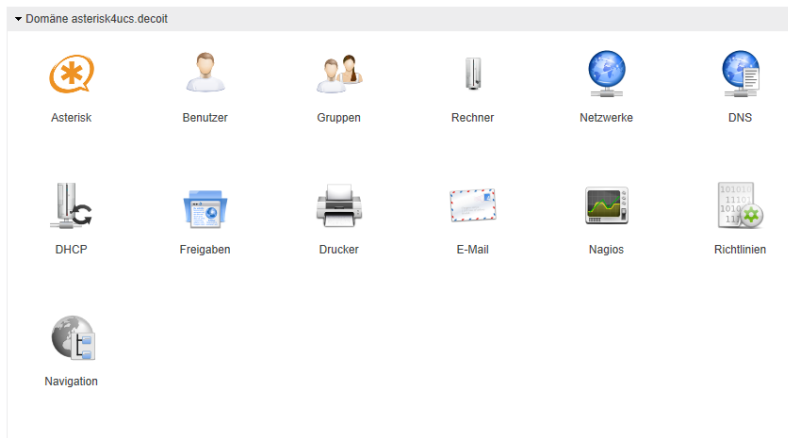 Domäne asterisk4ucs.decoit
Asterisk Benutzer Gruppen Rechner Netzwerke DNS
DHCP Freigaben Drucker E-Mail Nagios Richtlinien
Navigation